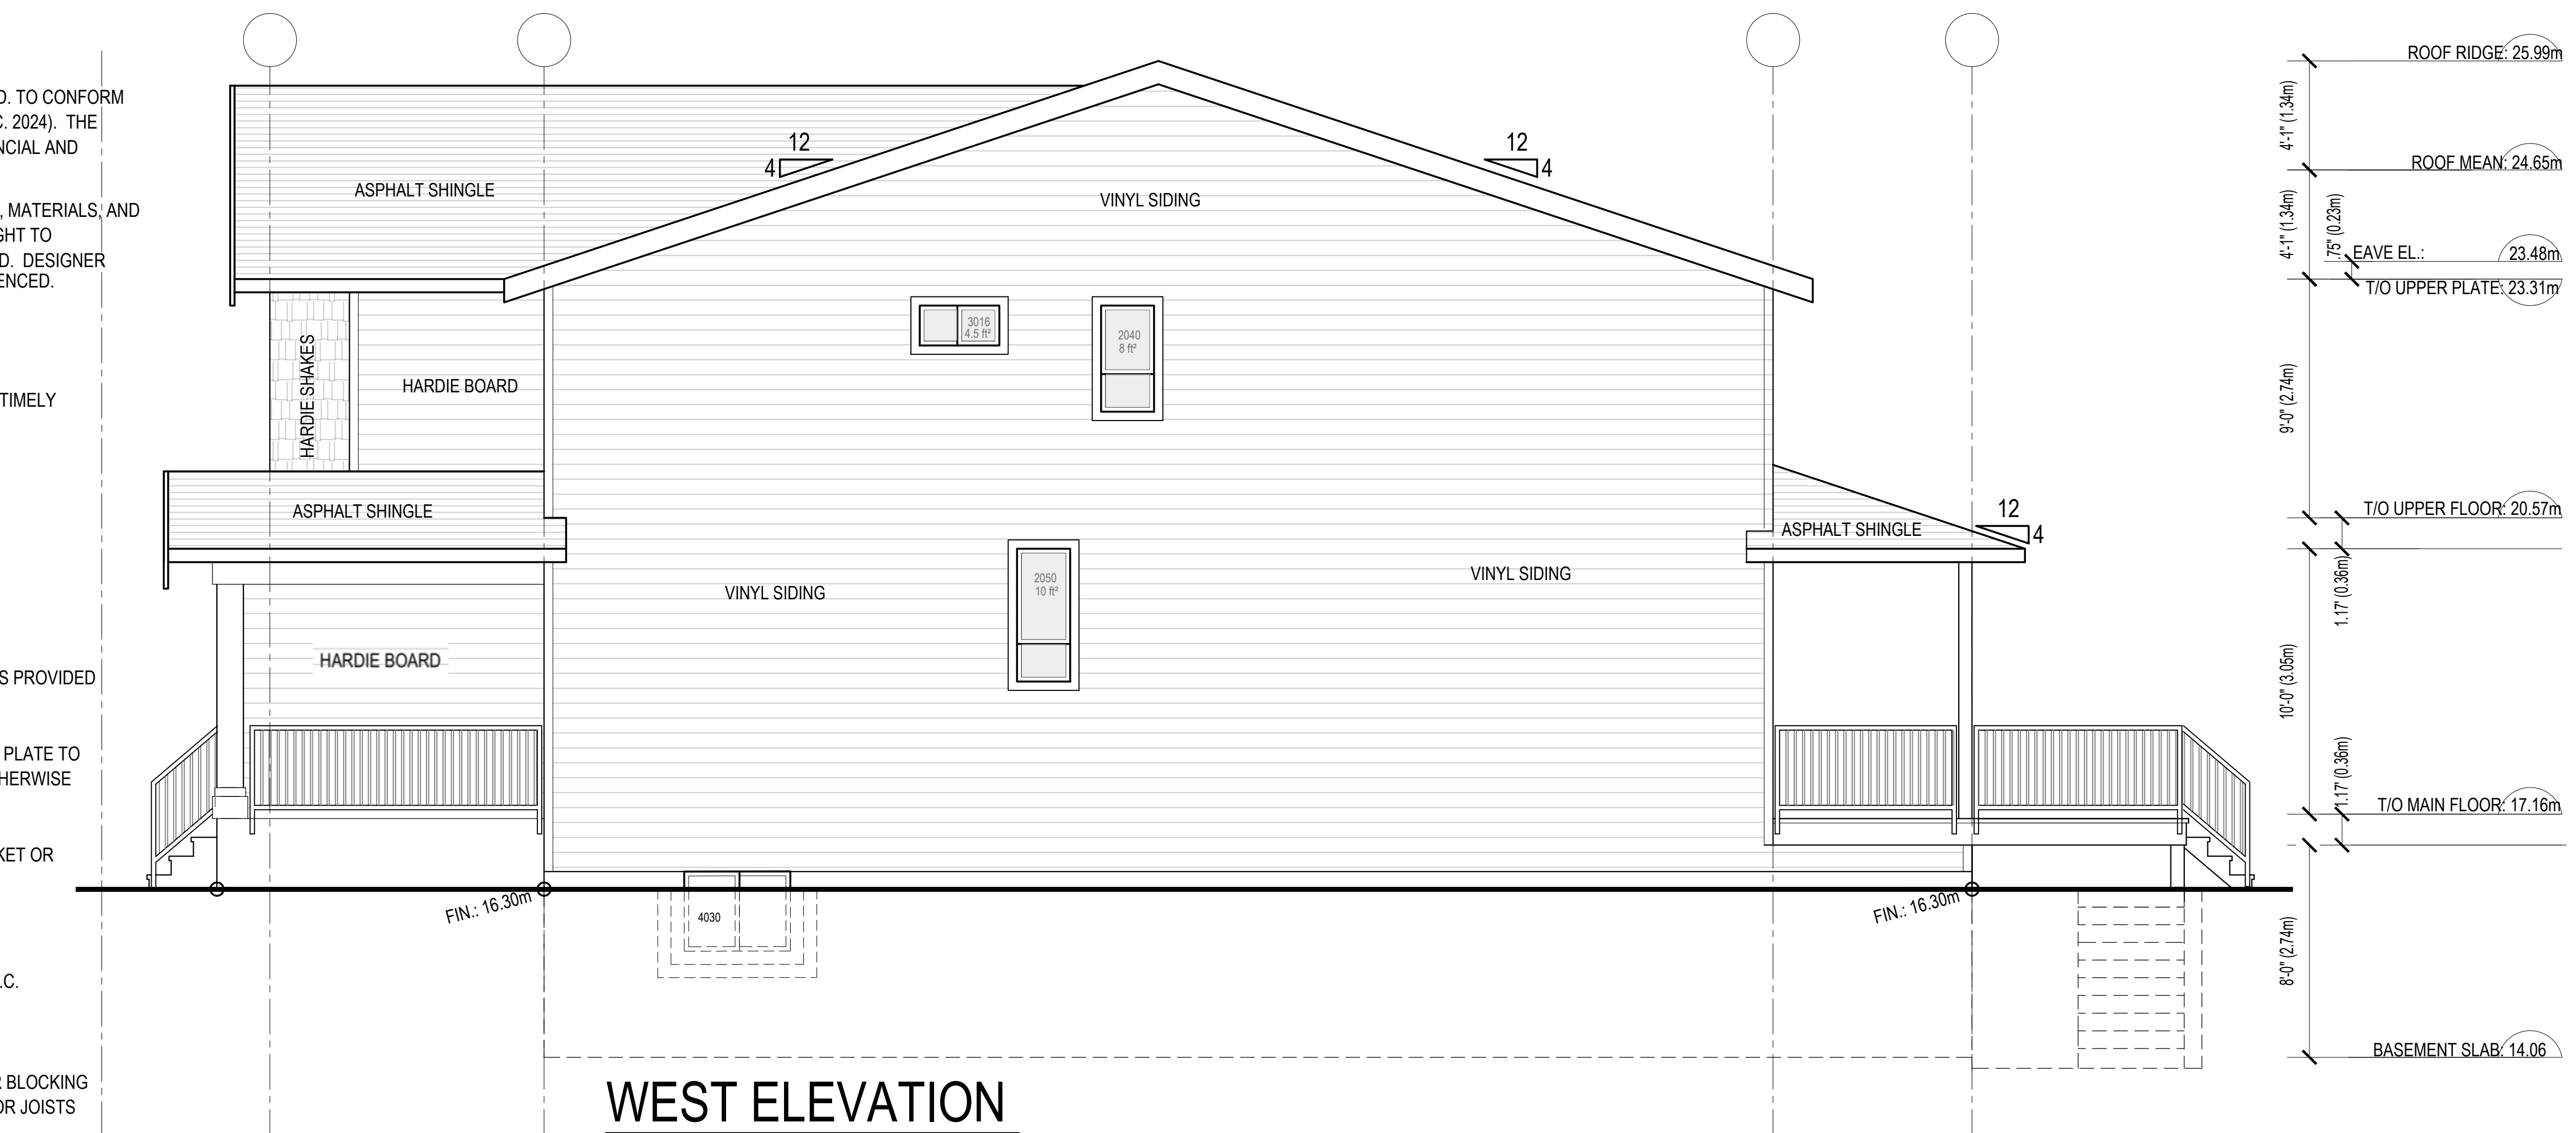 D. TO CONFORM
C. 2024). THE
NCIAL AND
, MATERIALS, AND
GHT TO
D. DESIGNER
ENCED.
TIMELY
S PROVIDED
PLATE TO
HERWISE
KET OR
.C.
R BLOCKING
OR JOISTS
12
4
12
4
ASPHALT SHINGLE
VINYL SIDING
3016
4.5 ft²
2040
8 ft²
HARDIE SHAKES
HARDIE BOARD
ASPHALT SHINGLE
12
4
ASPHALT SHINGLE
2050
10 ft²
VINYL SIDING
VINYL SIDING
HARDIE BOARD
FIN.: 16.30m
4030
FIN.: 16.30m
WEST ELEVATION
ROOF RIDGE: 25.99m
4'-1" (1.34m)
ROOF MEAN: 24.65m
4'-1" (1.34m)
.75" (0.23m)
EAVE EL.: 23.48m
T/O UPPER PLATE: 23.31m
9'-0" (2.74m)
T/O UPPER FLOOR: 20.57m
1.17' (0.36m)
10'-0" (3.05m)
1.17' (0.36m)
T/O MAIN FLOOR: 17.16m
8'-0" (2.74m)
BASEMENT SLAB: 14.06